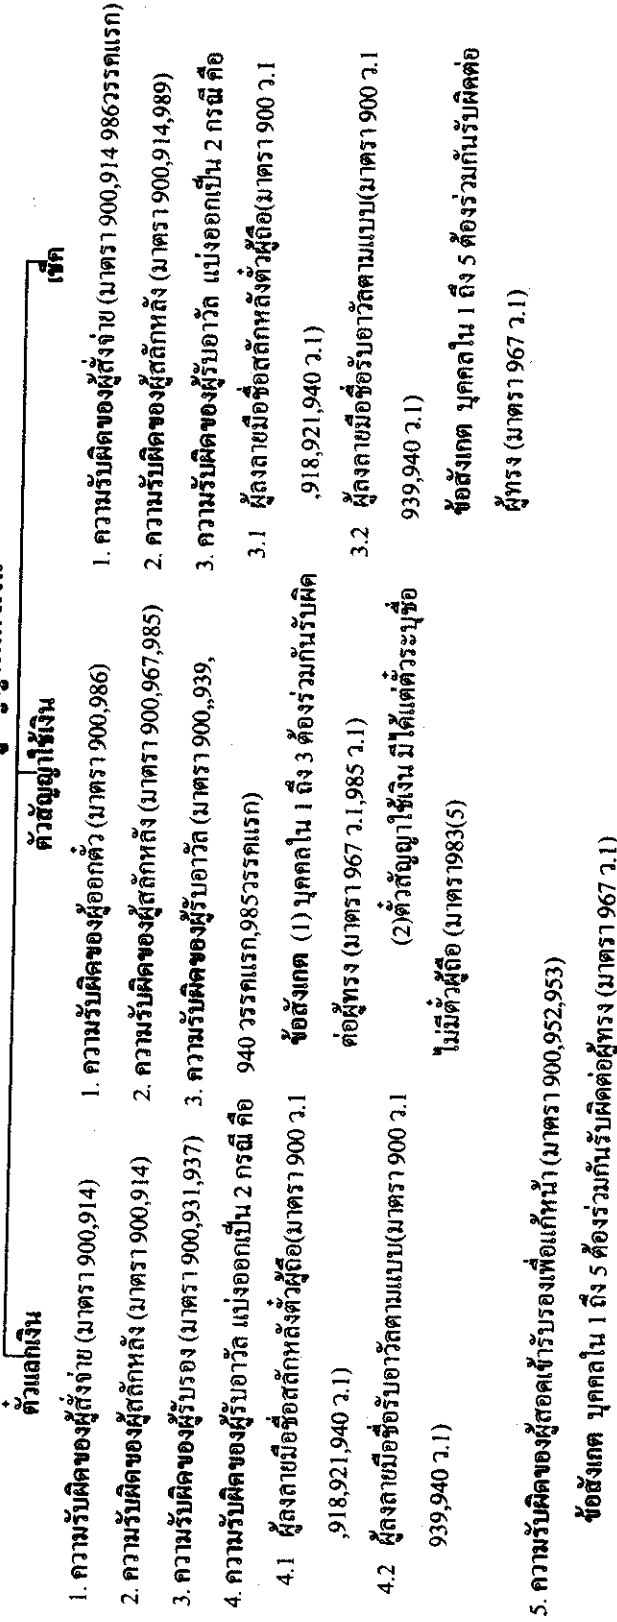 ตั๋วแลกเงิน
1. ความรับผิดของผู้สั่งจ่าย (มาตรา 900,914)
2. ความรับผิดของผู้สลักหลัง (มาตรา 900,914)
3. ความรับผิดของผู้รับรอง (มาตรา 900,931,937)
4. ความรับผิดของผู้รับอาวัล แบ่งออกเป็น 2 กรณี คือ
4.1 ผู้ลงลายมือชื่อสลักหลังตั๋วผู้ถือ(มาตรา 900 ว.1
,918,921,940 ว.1)
4.2 ผู้ลงลายมือชื่อรับอาวัลตามแบบ(มาตรา 900 ว.1
939,940 ว.1)
5. ความรับผิดของผู้สอดเข้ารับรองเพื่อแก้หน้า (มาตรา 900,952,953)
ข้อสังเกต บุคคลใน 1 ถึง 5 ต้องร่วมกันรับผิดต่อผู้ทรง (มาตรา 967 ว.1)
ตั๋วสัญญาใช้เงิน
1. ความรับผิดของผู้ออกตั๋ว (มาตรา 900,986)
2. ความรับผิดของผู้สลักหลัง (มาตรา 900,967,985)
3. ความรับผิดของผู้รับอาวัล (มาตรา 900,,939,
940 วรรคแรก,985วรรคแรก)
ข้อสังเกต (1) บุคคลใน 1 ถึง 3 ต้องร่วมกันรับผิด
ต่อผู้ทรง (มาตรา 967 ว.1,985 ว.1)
(2)ตั๋วสัญญาใช้เงิน มีได้แต่ตั๋วระบุชื่อ
ไม่มีตั๋วผู้ถือ (มาตรา983(5)
เช็ค
1. ความรับผิดของผู้สั่งจ่าย (มาตรา 900,914 986วรรคแรก)
2. ความรับผิดของผู้สลักหลัง (มาตรา 900,914,989)
3. ความรับผิดของผู้รับอาวัล แบ่งออกเป็น 2 กรณี คือ
3.1 ผู้ลงลายมือชื่อสลักหลังตั๋วผู้ถือ(มาตรา 900 ว.1
,918,921,940 ว.1)
3.2 ผู้ลงลายมือชื่อรับอาวัลตามแบบ(มาตรา 900 ว.1
939,940 ว.1)
ข้อสังเกต บุคคลใน 1 ถึง 5 ต้องร่วมกันรับผิดต่อ
ผู้ทรง (มาตรา 967 ว.1)